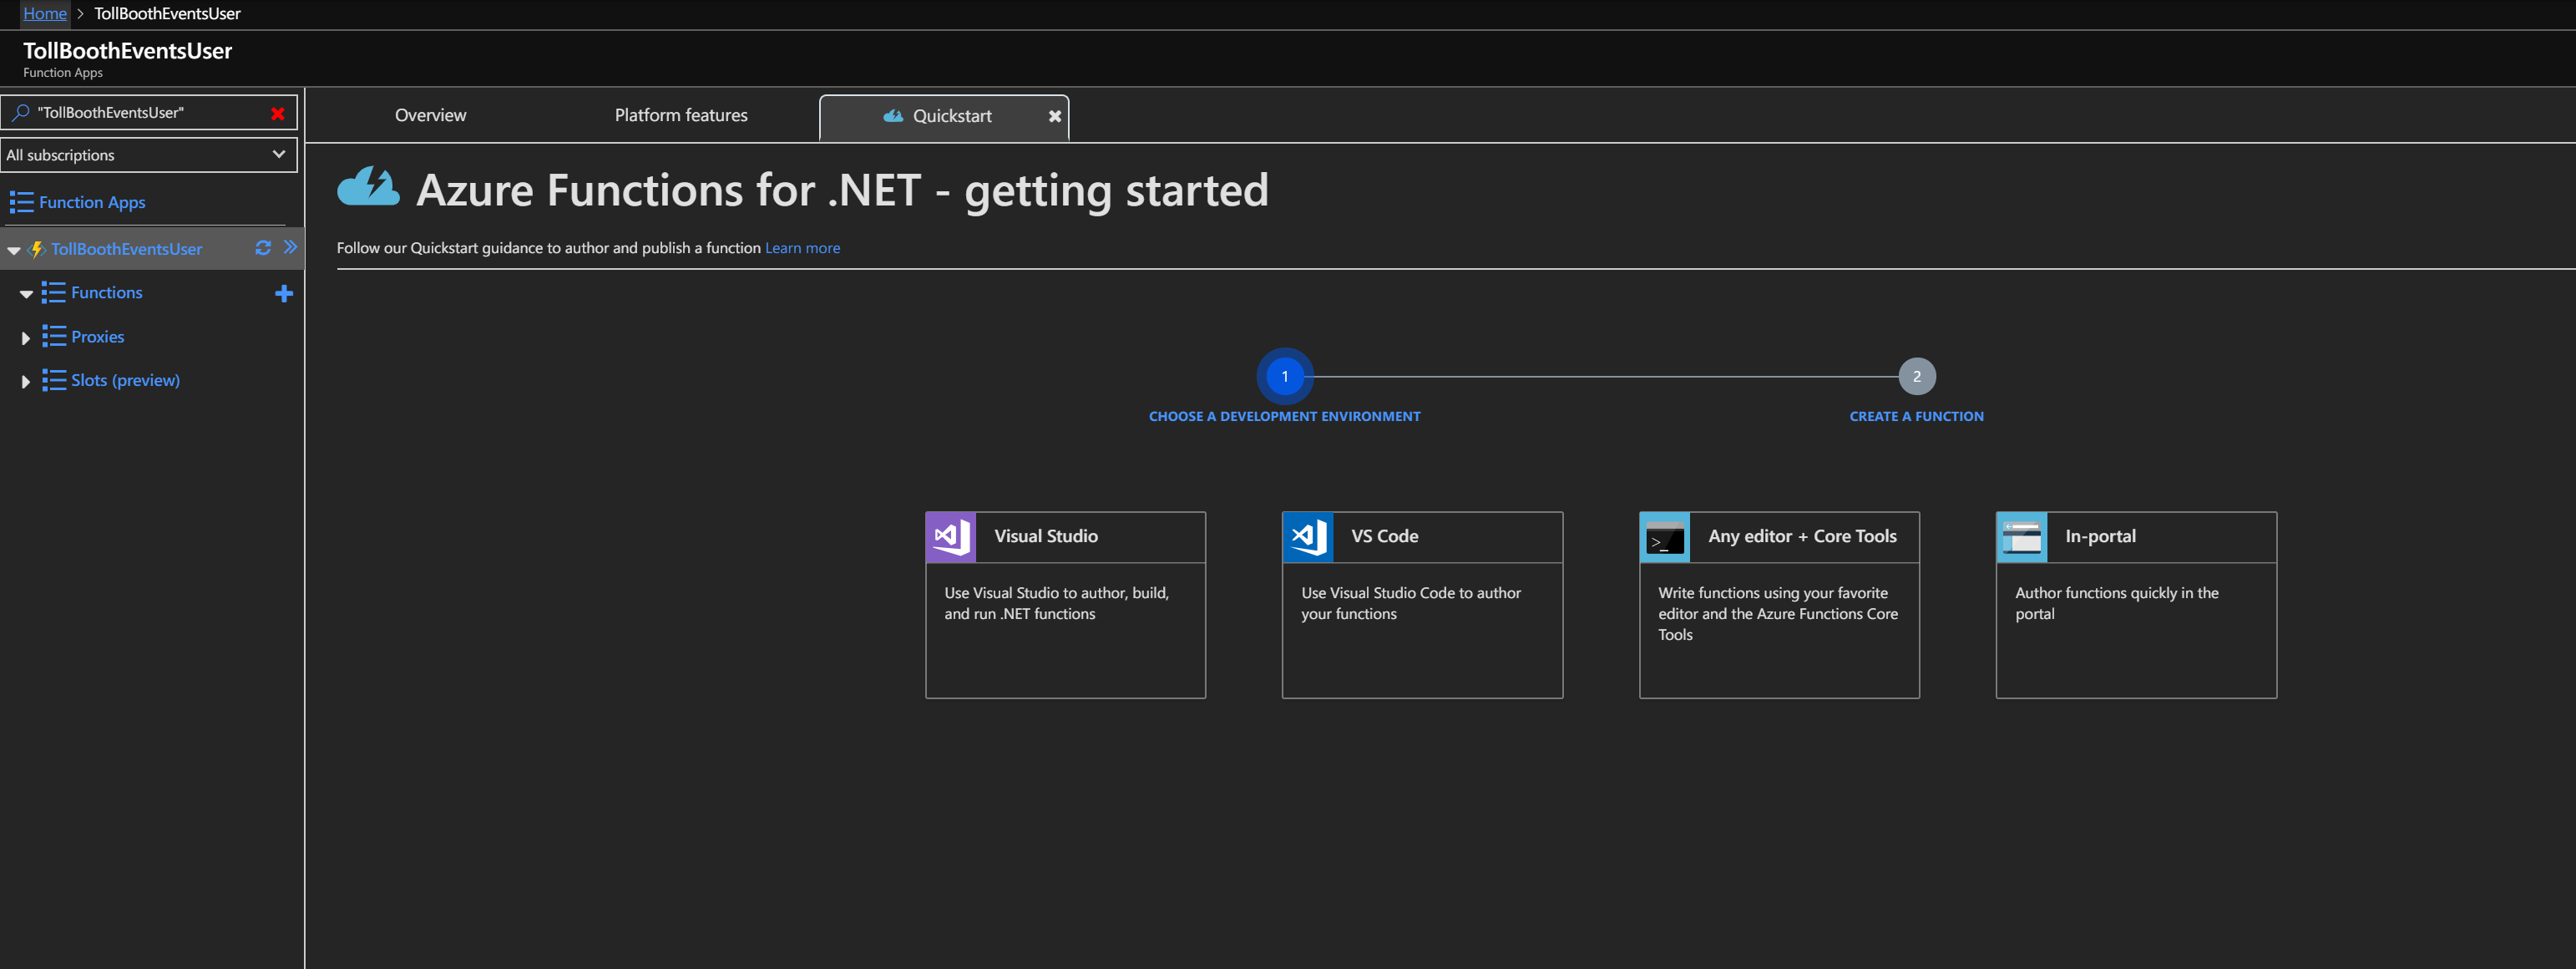 Home > TollBoothEventsUser
TollBoothEventsUser
Function Apps
"TollBoothEventsUser"
All subscriptions
Function Apps
TollBoothEventsUser
Functions
Proxies
Slots (preview)
Overview
Platform features
Quickstart
Azure Functions for .NET - getting started
Follow our Quickstart guidance to author and publish a function Learn more
1
CHOOSE A DEVELOPMENT ENVIRONMENT
2
CREATE A FUNCTION
Visual Studio
Use Visual Studio to author, build,
and run .NET functions
VS Code
Use Visual Studio Code to author
your functions
>_
Any editor + Core Tools
Write functions using your favorite
editor and the Azure Functions Core
Tools
In-portal
Author functions quickly in the
portal